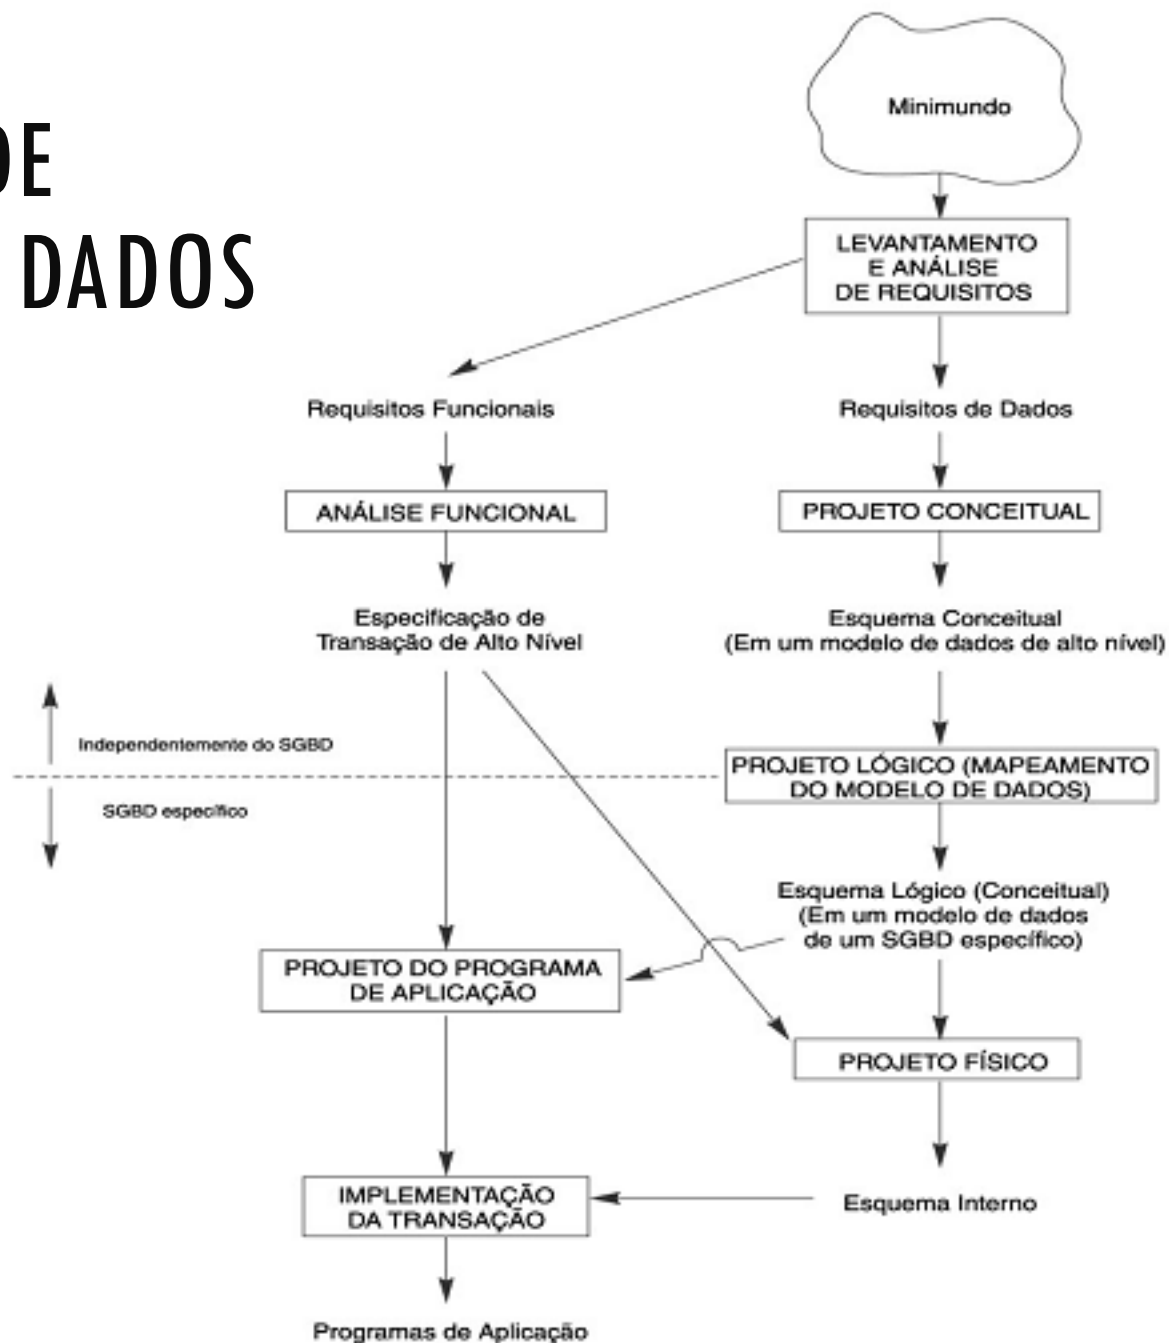 DE
DADOS
Minimundo
LEVANTAMENTO
E ANÁLISE
DE REQUISITOS
Requisitos Funcionais
Requisitos de Dados
ANÁLISE FUNCIONAL
PROJETO CONCEITUAL
Especificação de
Transação de Alto Nível
Esquema Conceitual
(Em um modelo de dados de alto nível)
Independentemente do SGBD
SGBD específico
PROJETO LÓGICO (MAPEAMENTO
DO MODELO DE DADOS)
Esquema Lógico (Conceitual)
(Em um modelo de dados
de um SGBD específico)
PROJETO DO PROGRAMA
DE APLICAÇÃO
PROJETO FÍSICO
IMPLEMENTAÇÃO
DA TRANSAÇÃO
Esquema Interno
Programas de Aplicação